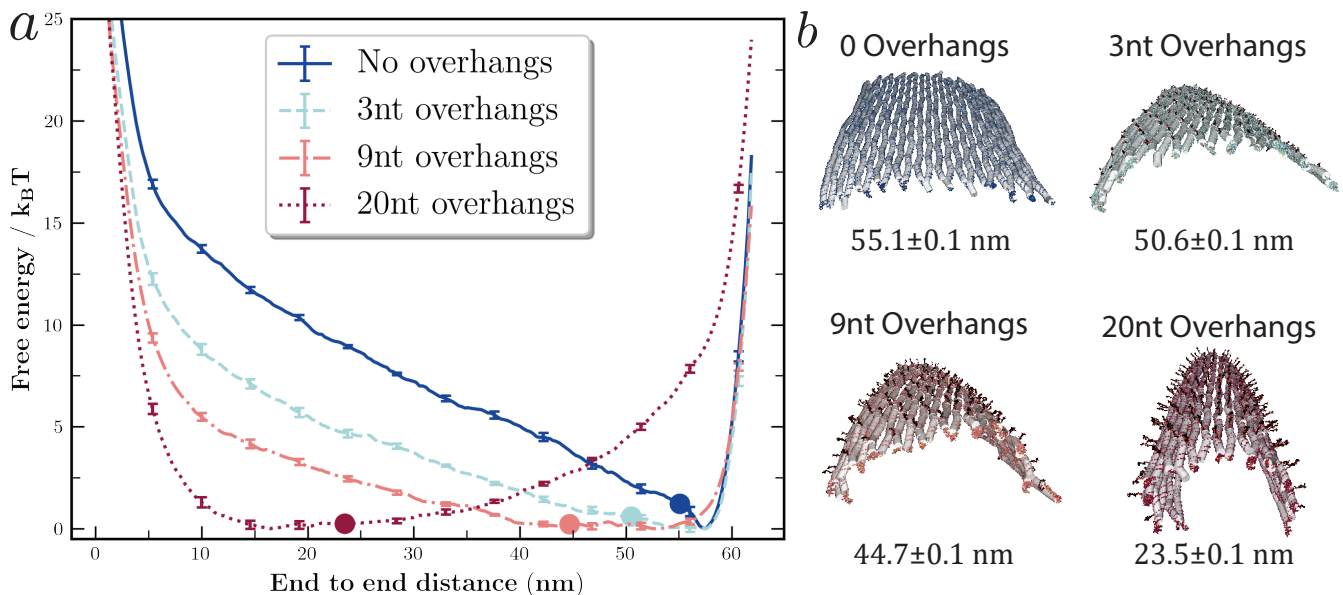 a
25
20
15
10
5
0
Free energy / k_BT
No overhangs
3nt overhangs
9nt overhangs
20nt overhangs
0 10 20 30 40 50 60
End to end distance (nm)
b
0 Overhangs
3nt Overhangs
55.1±0.1 nm
50.6±0.1 nm
9nt Overhangs
20nt Overhangs
44.7±0.1 nm
23.5±0.1 nm